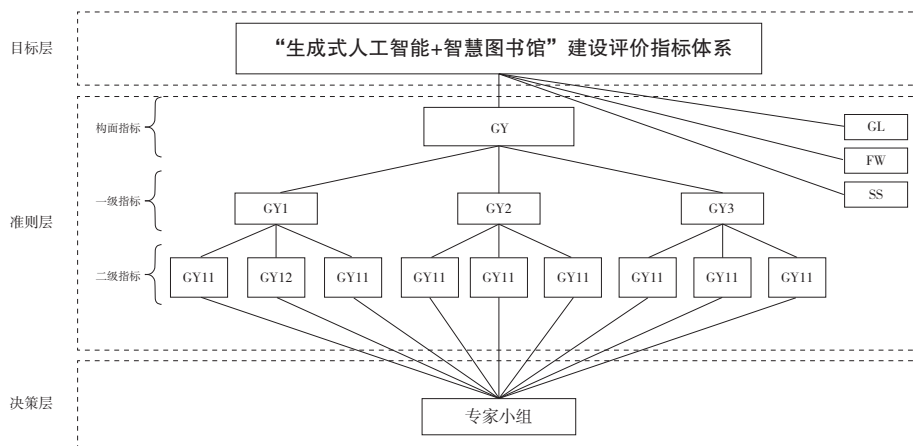 目标层
“生成式人工智能+智慧图书馆”建设评价指标体系
构面指标
GY
GL
FW
SS
准则层
一级指标
GY1
GY2
GY3
二级指标
GY11
GY12
GY11
GY11
GY11
GY11
GY11
GY11
GY11
决策层
专家小组